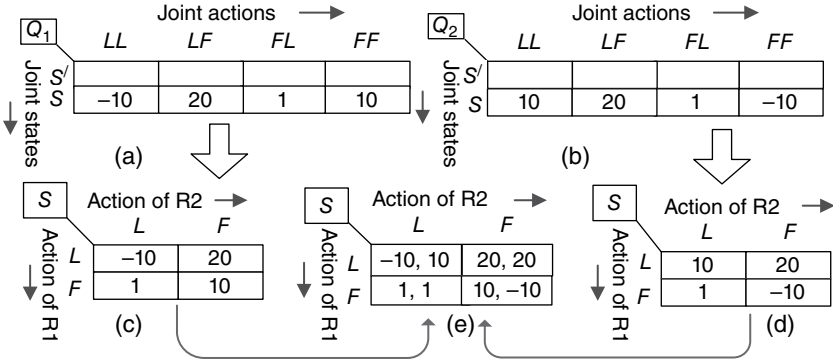 Joint actions Joint actions
Q1 LL LF FL FF Q2 LL LF FL FF
Joint states S/ Joint states S/
S –10 20 1 10 S 10 20 1 –10
(a) (b)
S Action of R2 S Action of R2 S Action of R2
L F L F L F
Action of R1 L –10 20 Action of R1 L –10, 10 20, 20 Action of R1 L 10 20
F 1 10 F 1, 1 10, –10 F 1 –10
(c) (e) (d)